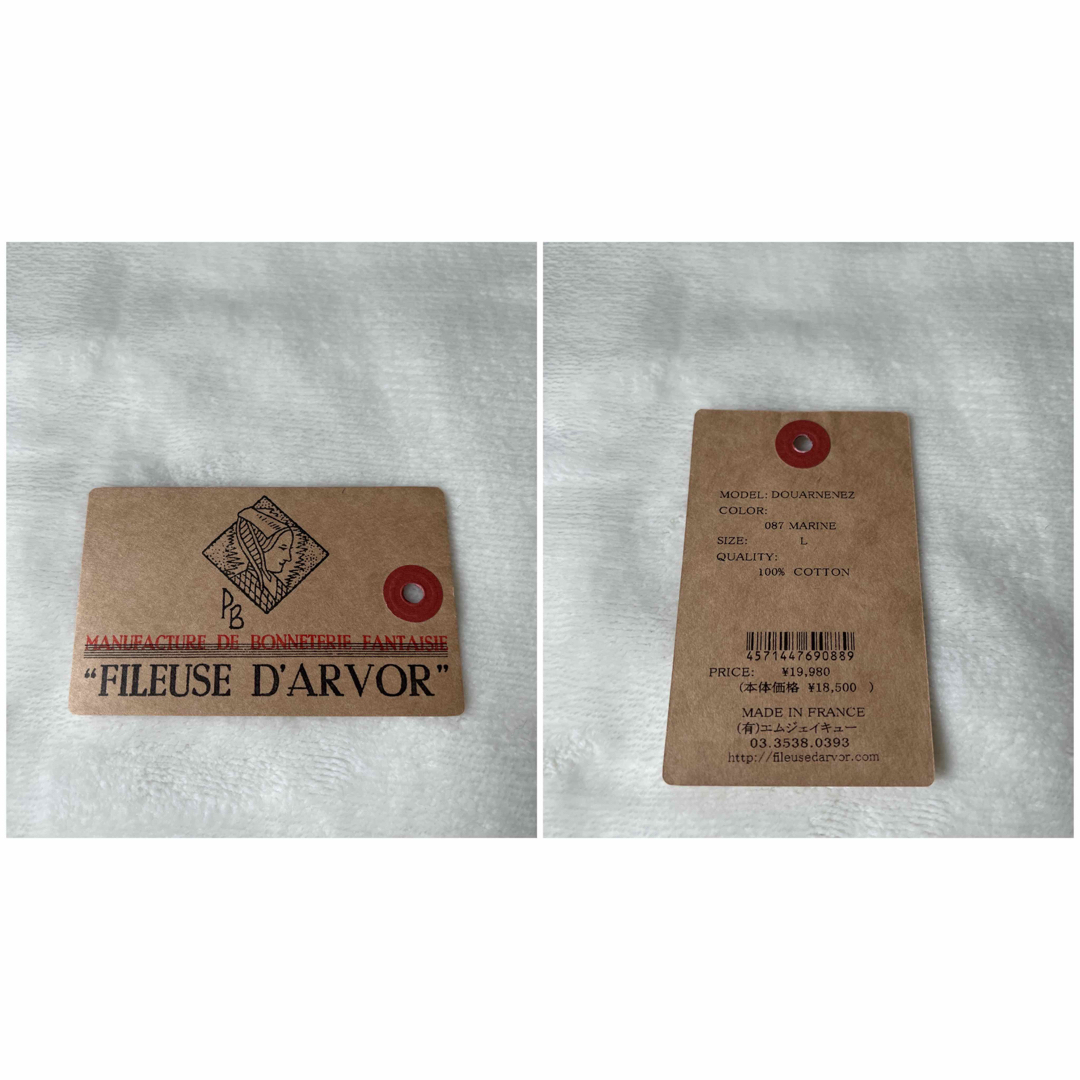 PB
MANUFACTURE DE BONNETERIE FANTAISIE
“FILEUSE D'ARVOR”
MODEL: DOUARNENEZ
COLOR:
087 MARINE
SIZE: L
QUALITY:
100% COTTON
4571447690889
PRICE: ¥19,980
(本体価格 ¥18,500 )
MADE IN FRANCE
(有)エムジェイキュー
03.3538.0393
http://fileusedarvor.com